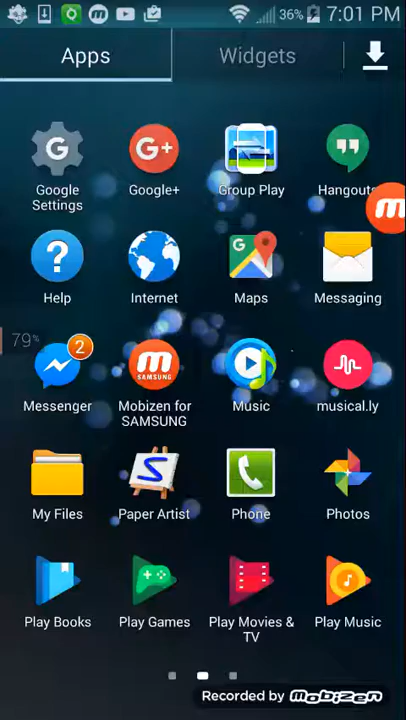 36% 7:01 PM
Apps Widgets
G G+ G
Google Settings Google+ Group Play Hangouts
79%
?
Help Internet Maps Messaging
2 m SAMSUNG
Messenger Mobizen for SAMSUNG Music musical.ly
S
My Files Paper Artist Phone Photos
Play Books Play Games Play Movies & TV Play Music
Recorded by mobizen